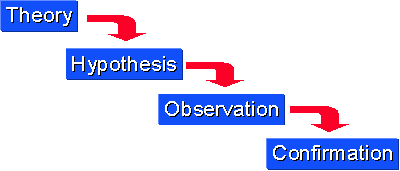 Theory
Hypothesis
Observation
Confirmation